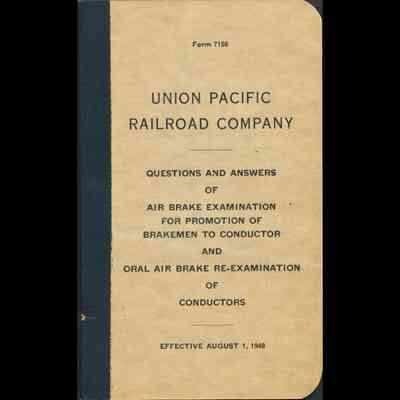 Form 7158
UNION PACIFIC
RAILROAD COMPANY
QUESTIONS AND ANSWERS
OF
AIR BRAKE EXAMINATION
FOR PROMOTION OF
BRAKEMEN TO CONDUCTOR
AND
ORAL AIR BRAKE RE-EXAMINATION
OF
CONDUCTORS
EFFECTIVE AUGUST 1, 1948